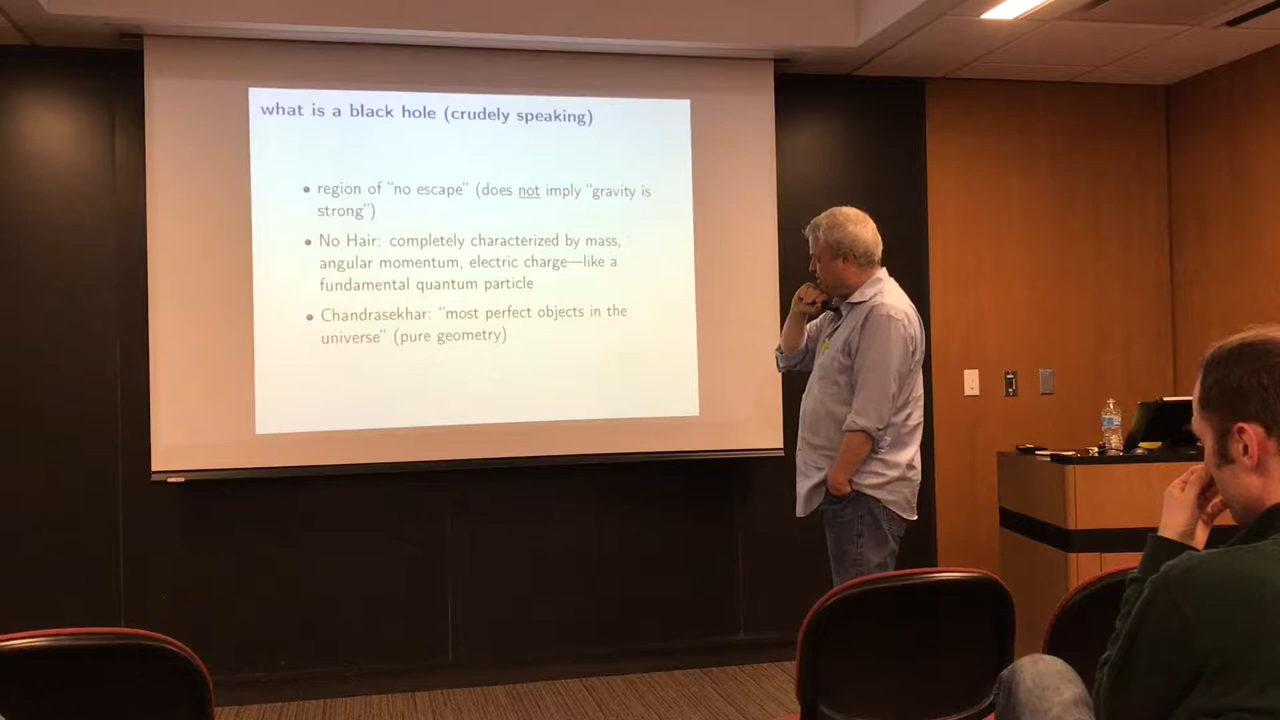 what is a black hole (crudely speaking)
• region of "no escape" (does not imply "gravity is
strong")
• No Hair: completely characterized by mass,
angular momentum, electric charge—like a
fundamental quantum particle
• Chandrasekhar: "most perfect objects in the
universe" (pure geometry)